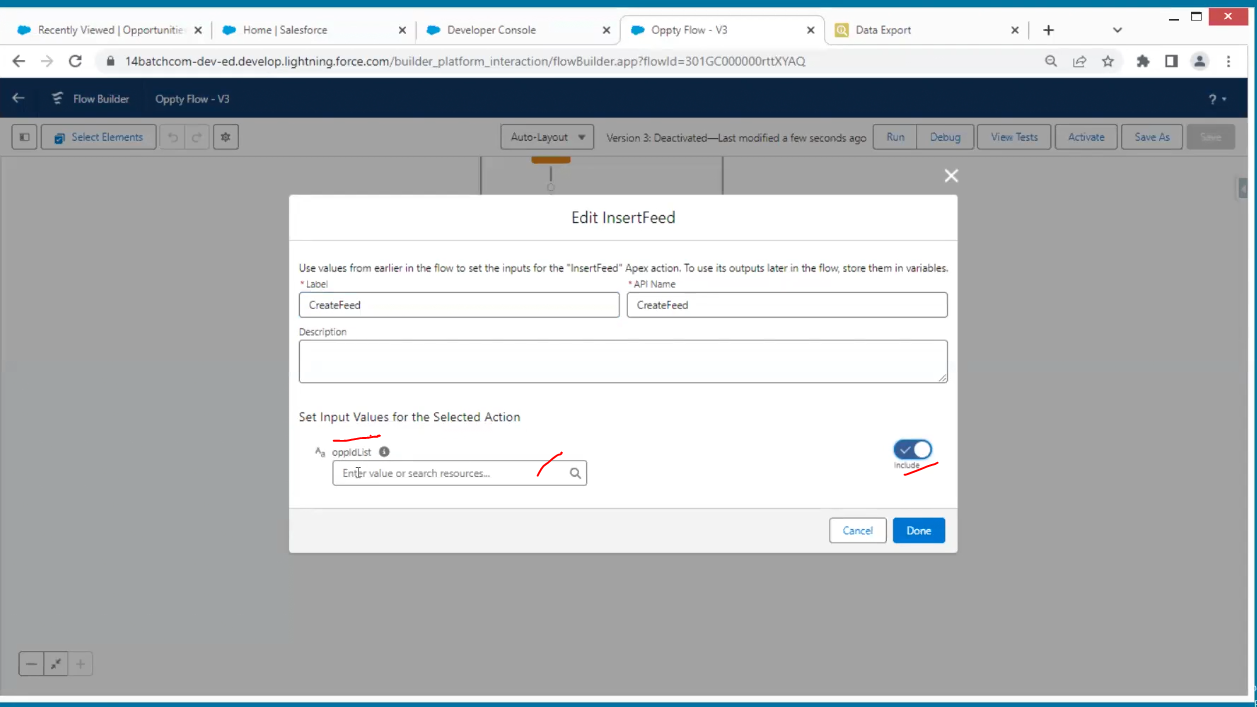 Recently Viewed | Opportunitie
Home | Salesforce
Developer Console
Oppty Flow - V3
Data Export
14batchcom-dev-ed.develop.lightning.force.com/builder_platform_interaction/flowBuilder.app?flowId=301GC000000rttXYAQ
Flow Builder
Oppty Flow - V3
?
Select Elements
Auto-Layout
Version 3: Deactivated—Last modified a few seconds ago
Run
Debug
View Tests
Activate
Save As
Save
Edit InsertFeed
Use values from earlier in the flow to set the inputs for the "InsertFeed" Apex action. To use its outputs later in the flow, store them in variables.
* Label
* API Name
CreateFeed
CreateFeed
Description
Set Input Values for the Selected Action
Aa oppIdList
Include
Enter value or search resources...
Cancel
Done